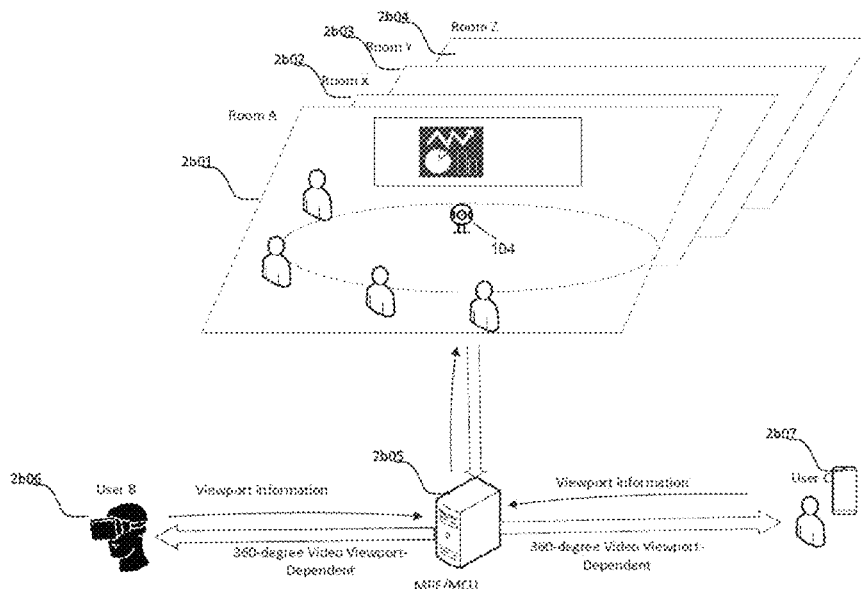 2b04
Room Z
2b03
Room Y
2b02
Room X
Room A
2b01
104
2b05
2b07
2b06
User B
Viewport Information
Viewport Information
User C
360-degree Video Viewport-
Dependent
360-degree Video Viewport-
Dependent
MRF/MCU